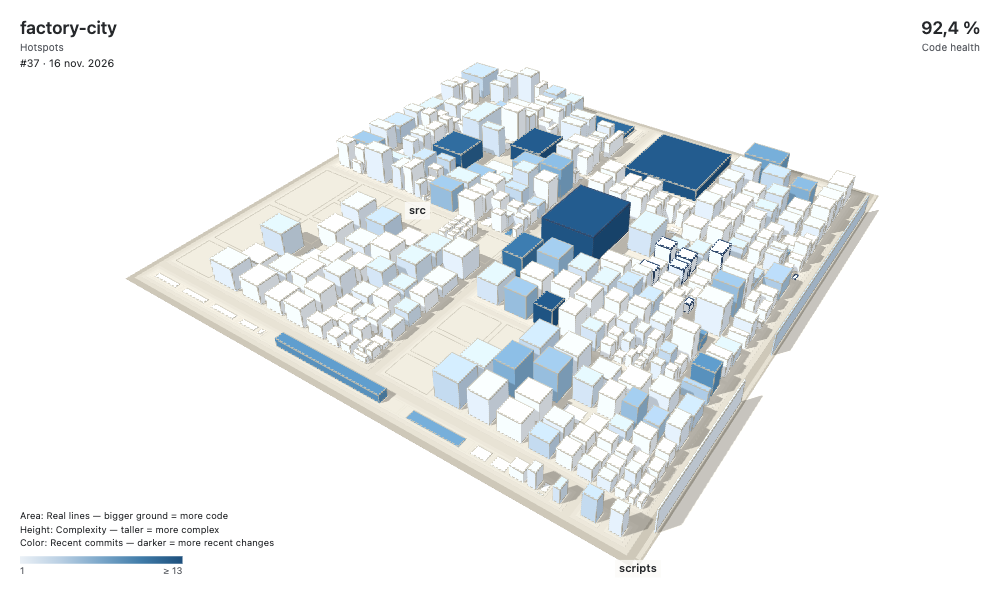 factory-city
Hotspots
#37 · 16 nov. 2026
92,4 %
Code health
src
scripts
Area: Real lines — bigger ground = more code
Height: Complexity — taller = more complex
Color: Recent commits — darker = more recent changes
1
≥ 13